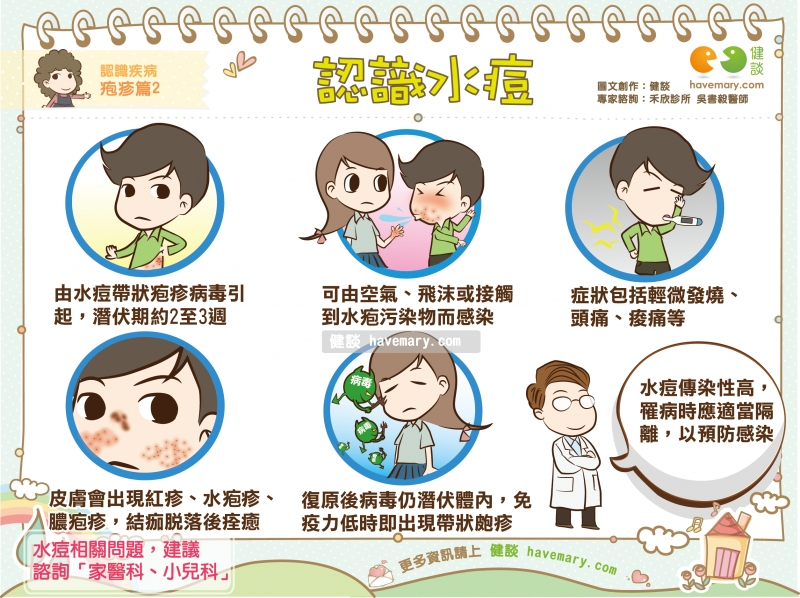 認識疾病
疱疹篇2
認識水痘
健談
havemary.com
圖文創作：健談
專家諮詢：禾欣診所 吳書毅醫師
由水痘帶狀疱疹病毒引
起，潛伏期約2至3週
可由空氣、飛沫或接觸
到水疱污染物而感染
症狀包括輕微發燒、
頭痛、痠痛等
健談 havemary.com
皮膚會出現紅疹、水疱疹、
膿疱疹，結痂脫落後痊癒
病毒
病毒
病毒
復原後病毒仍潛伏體內，免
疫力低時即出現帶狀皰疹
水痘傳染性高，
罹病時應適當隔
離，以預防感染
水痘相關問題，建議
諮詢「家醫科、小兒科」
更多資訊請上 健談 havemary.com